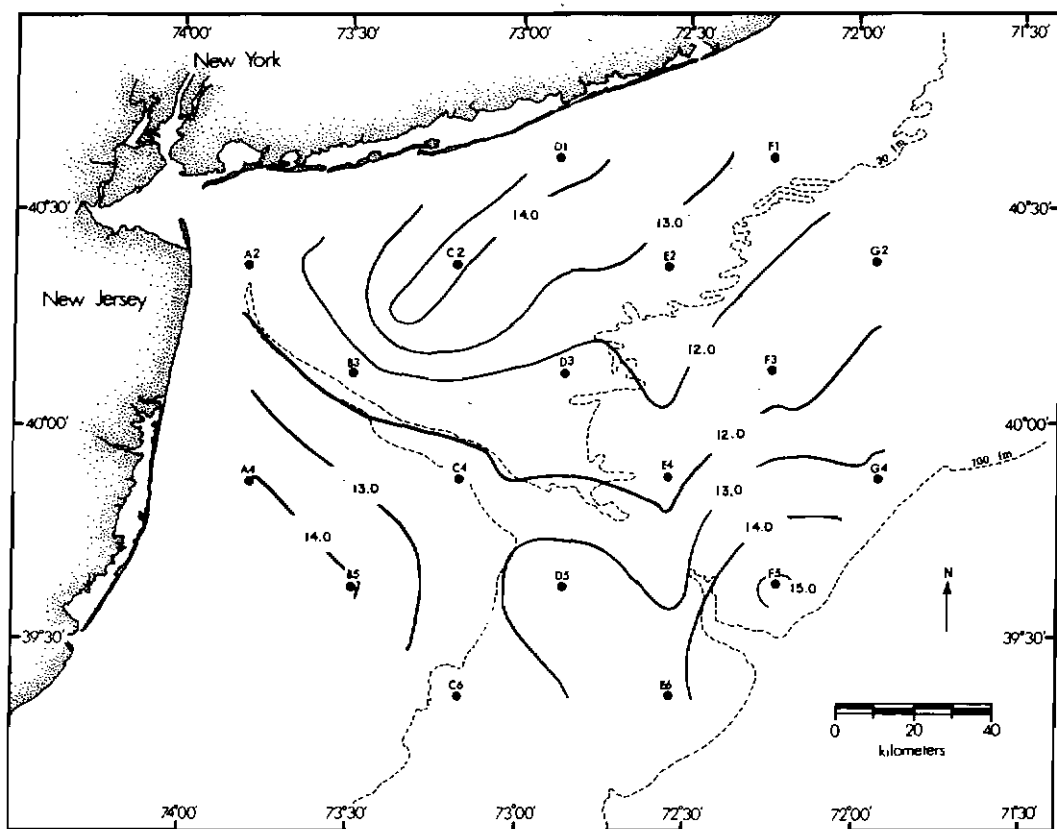 74°00'
73°30'
73°00'
72°30'
72°00'
71°30'
New York
D1
F1
30 fm
40°30'
14.0
13.0
40°30'
A2
C2
E2
G2
New Jersey
12.0
B3
D3
F3
40°00'
12.0
40°00'
100 fm
A4
13.0
C4
E4
13.0
G4
14.0
14.0
B5
D5
F5
15.0
N
39°30'
39°30'
C6
E6
0 20 40
kilometers
74°00'
73°30'
73°00'
72°30'
72°00'
71°30'